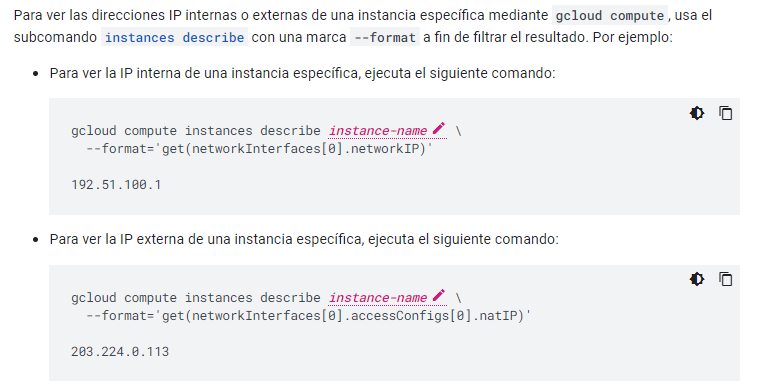 Para ver las direcciones IP internas o externas de una instancia específica mediante gcloud compute, usa el
subcomando instances describe con una marca --format a fin de filtrar el resultado. Por ejemplo:
• Para ver la IP interna de una instancia específica, ejecuta el siguiente comando:
gcloud compute instances describe instance-name \
--format='get(networkInterfaces[0].networkIP)'
192.51.100.1
• Para ver la IP externa de una instancia específica, ejecuta el siguiente comando:
gcloud compute instances describe instance-name \
--format='get(networkInterfaces[0].accessConfigs[0].natIP)'
203.224.0.113